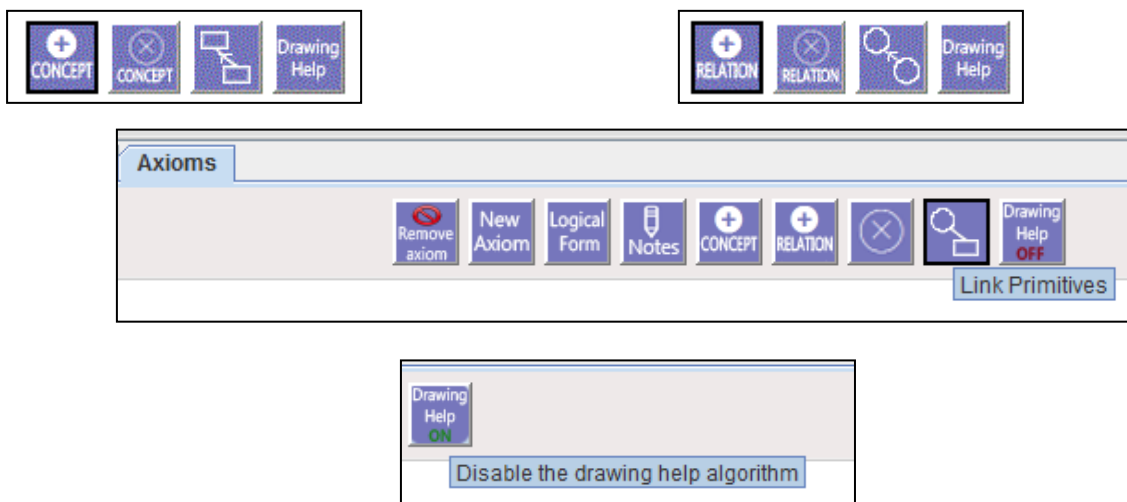 CONCEPT
CONCEPT
Drawing
Help
RELATION
RELATION
Drawing
Help
Axioms
Remove
axiom
New
Axiom
Logical
Form
Notes
CONCEPT
RELATION
Drawing
Help
OFF
Link Primitives
Drawing
Help
ON
Disable the drawing help algorithm